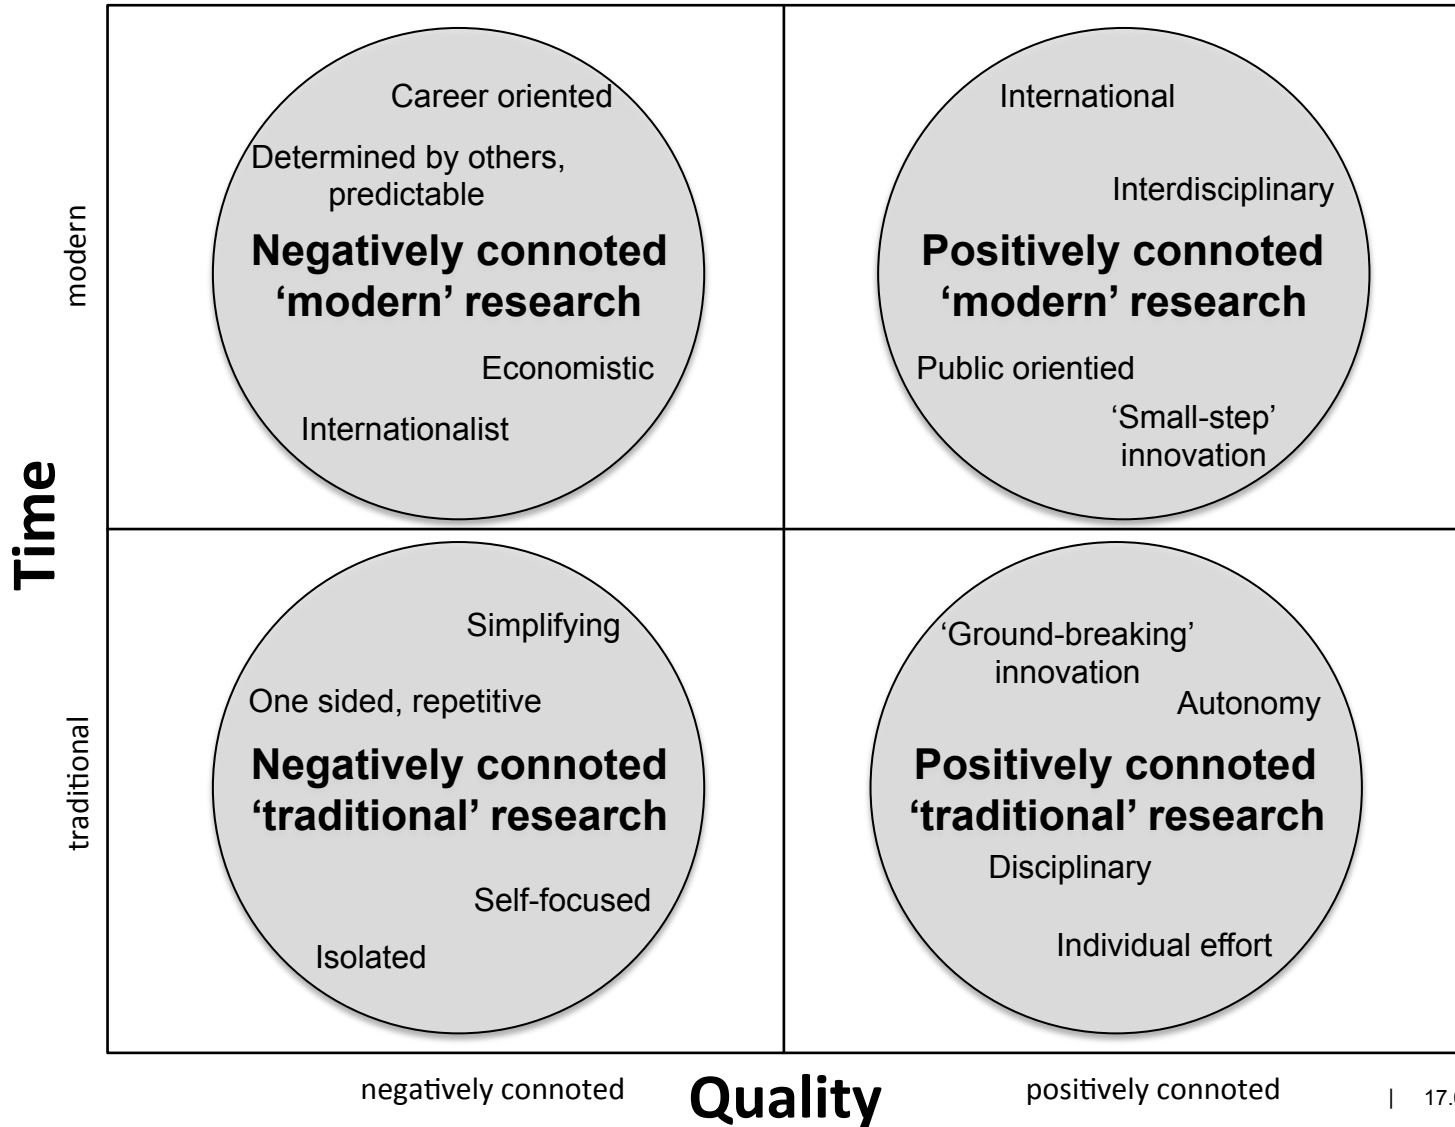 Career oriented
Determined by others,
predictable
Negatively connoted
‘modern’ research
Economistic
Internationalist
International
Interdisciplinary
Positively connoted
‘modern’ research
Public orientied
‘Small-step’
innovation
modern
Time
traditional
Simplifying
One sided, repetitive
Negatively connoted
‘traditional’ research
Self-focused
Isolated
‘Ground-breaking’
innovation
Autonomy
Positively connoted
‘traditional’ research
Disciplinary
Individual effort
negatively connoted
Quality
positively connoted
| 17.